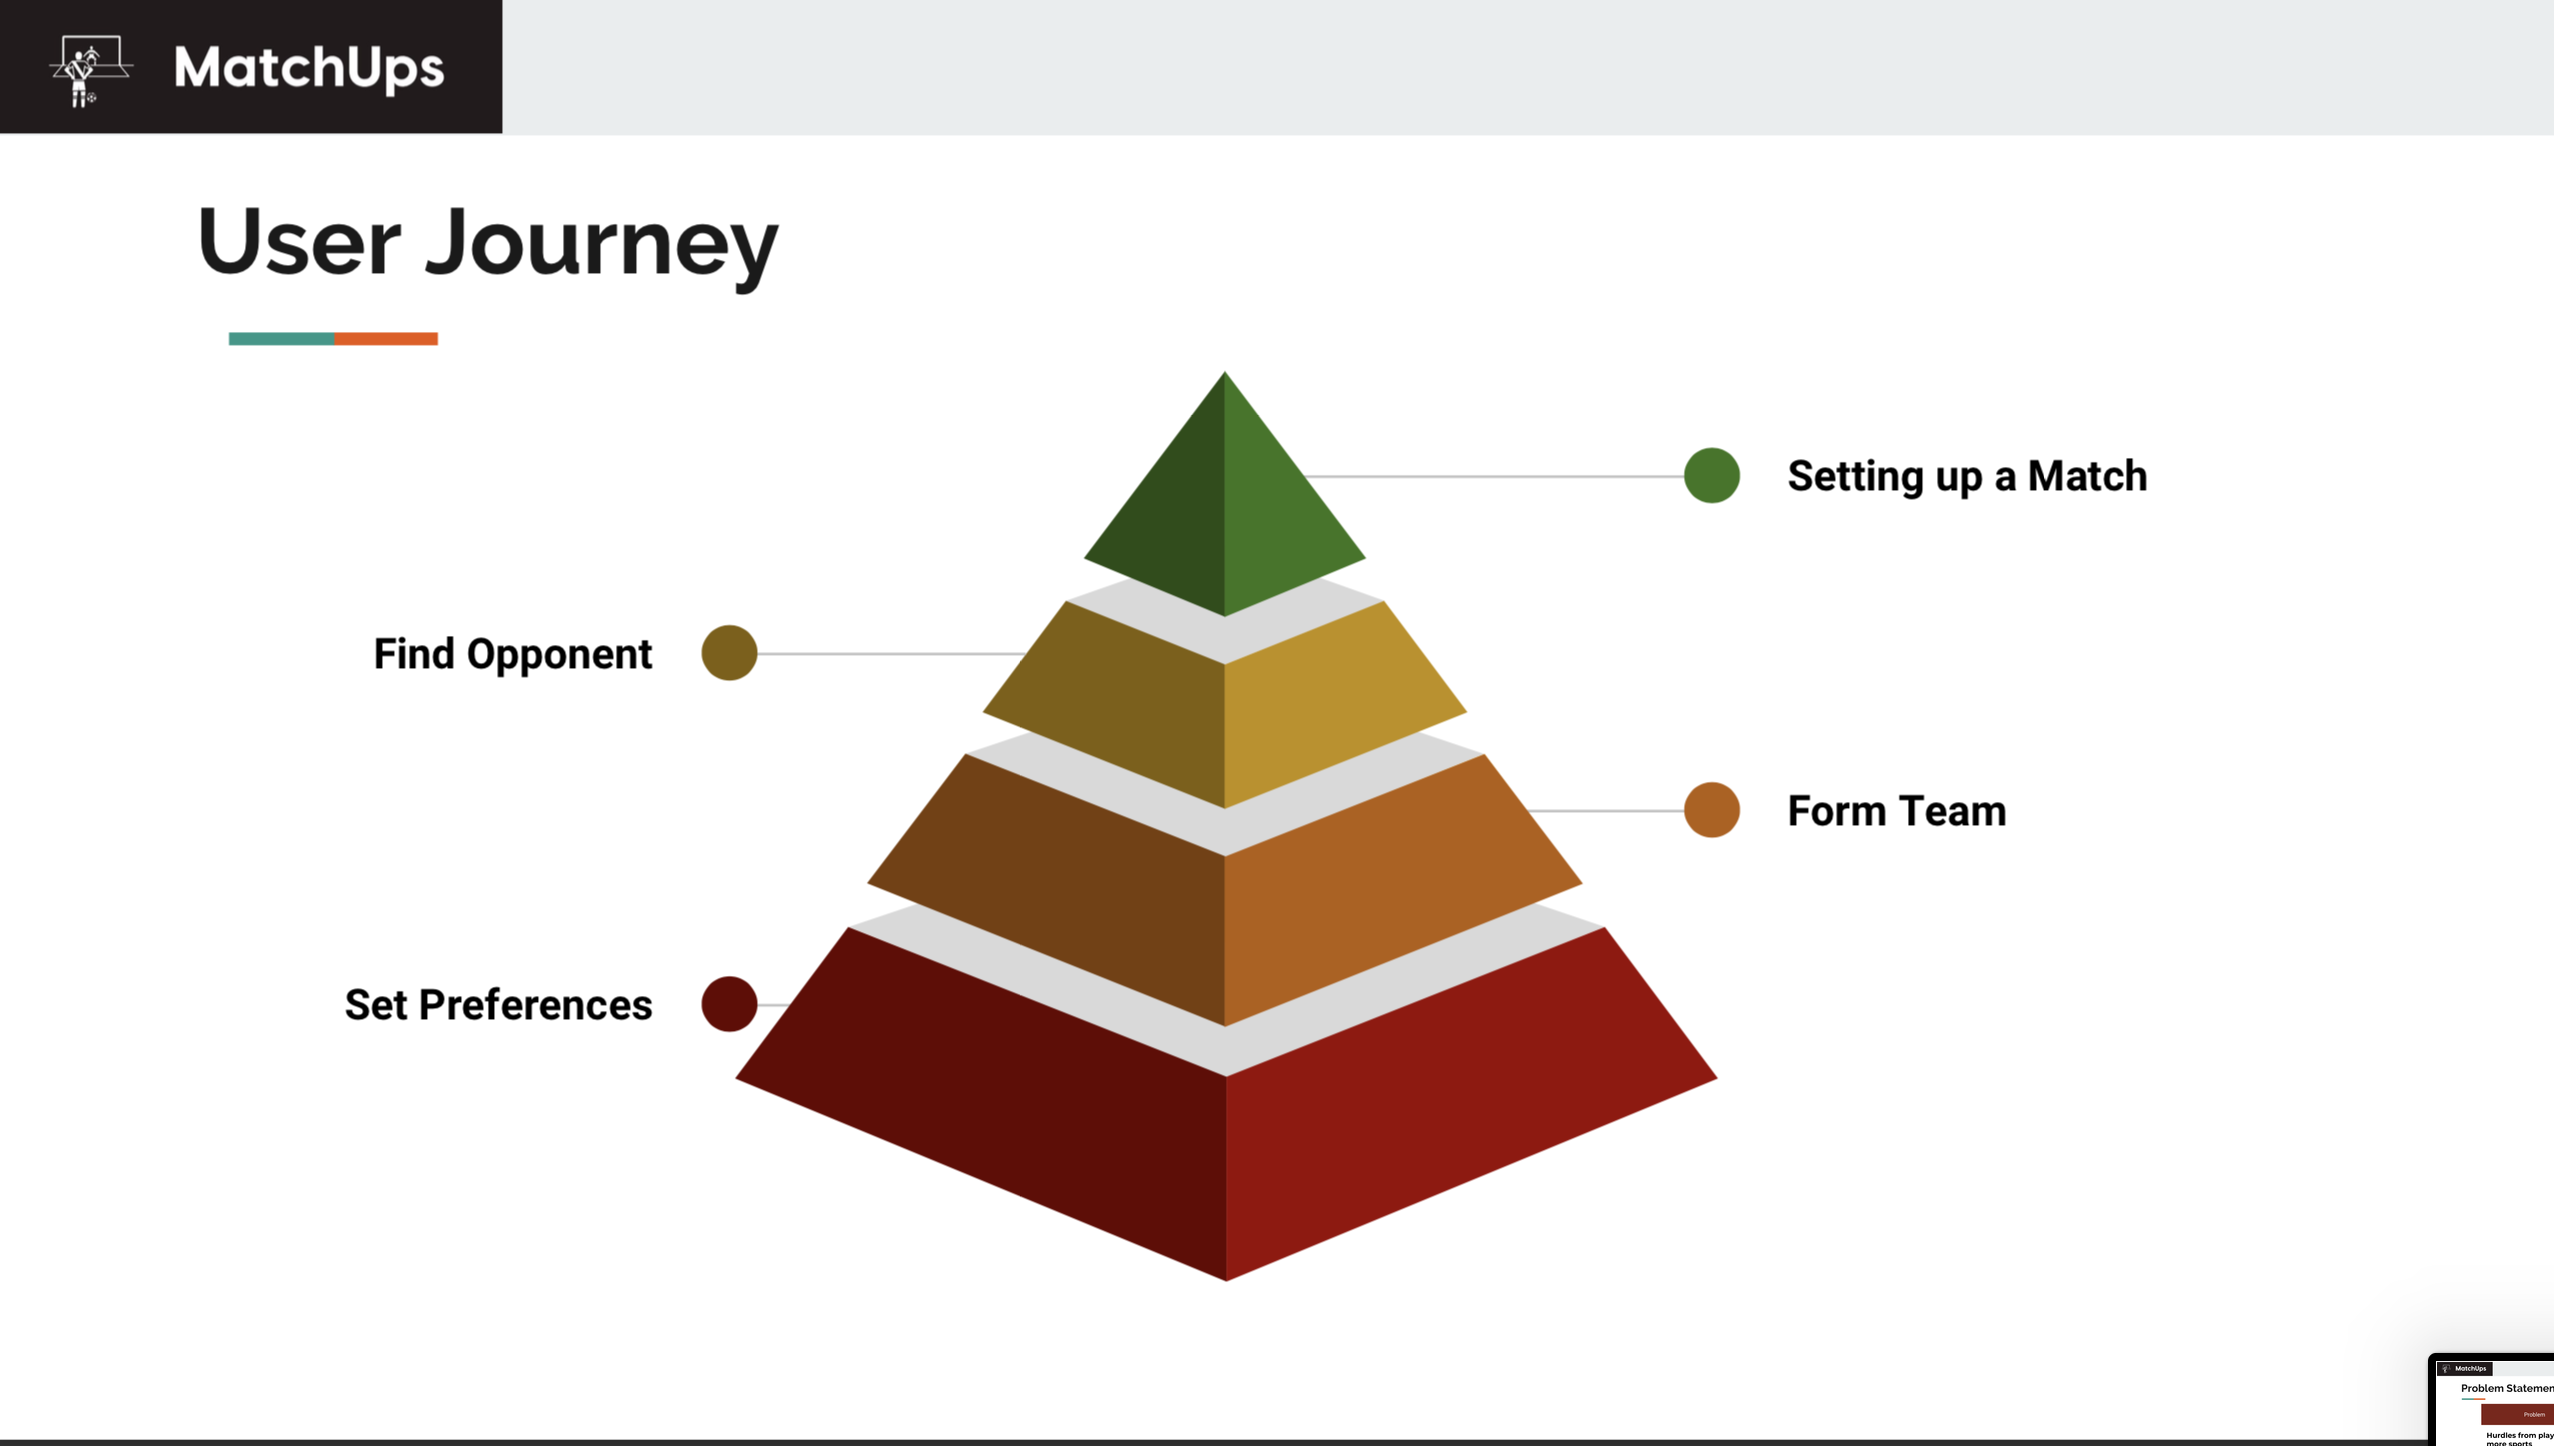 MatchUps
User Journey
Setting up a Match
Find Opponent
Form Team
Set Preferences
MatchUps
Problem Statemen
Problem
Hurdles from play
more sports